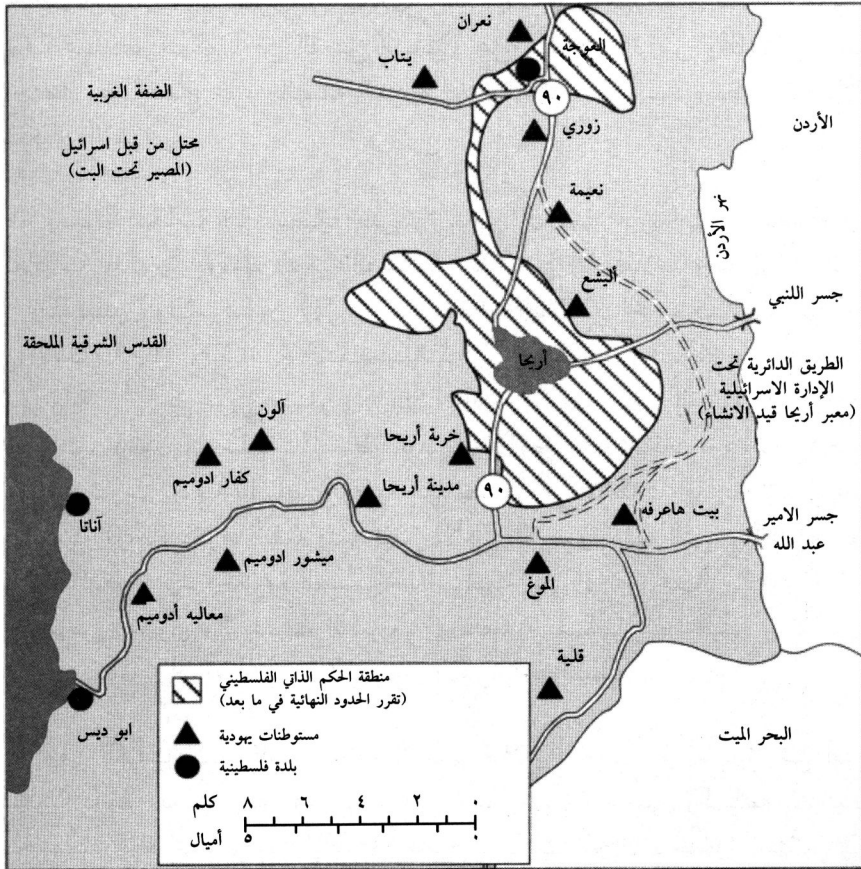 نعران
العوجة
يتاب
الضفة الغربية
٩٠
زوري
الأردن
محتل من قبل اسرائيل
(المصير تحت البت)
نعيمة
نهر الأردن
أليشع
جسر اللنبي
القدس الشرقية الملحقة
أريحا
الطريق الدائرية تحت
الإدارة الاسرائيلية
(معبر أريحا قيد الانشاء)
آلون
خربة أريحا
كفار ادوميم
مدينة أريحا
٩٠
آناتا
بيت هاعرفه
جسر الامير
عبد الله
ميشور ادوميم
الموغ
معاليه أدوميم
قلية
ابو ديس
البحر الميت
منطقة الحكم الذاتي الفلسطيني
(تقرر الحدود النهائية في ما بعد)
مستوطنات يهودية
بلدة فلسطينية
كلم ٨ ٦ ٤ ٢ ٠
أميال ٥ ٠